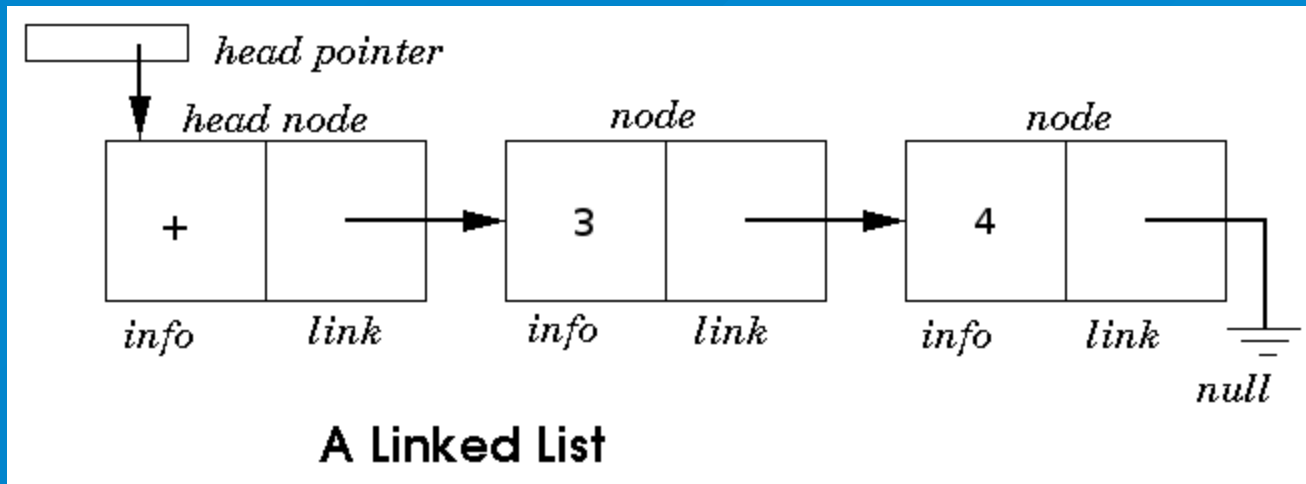 head pointer
head node node node
+ 3 4
info link info link info link
null
A Linked List